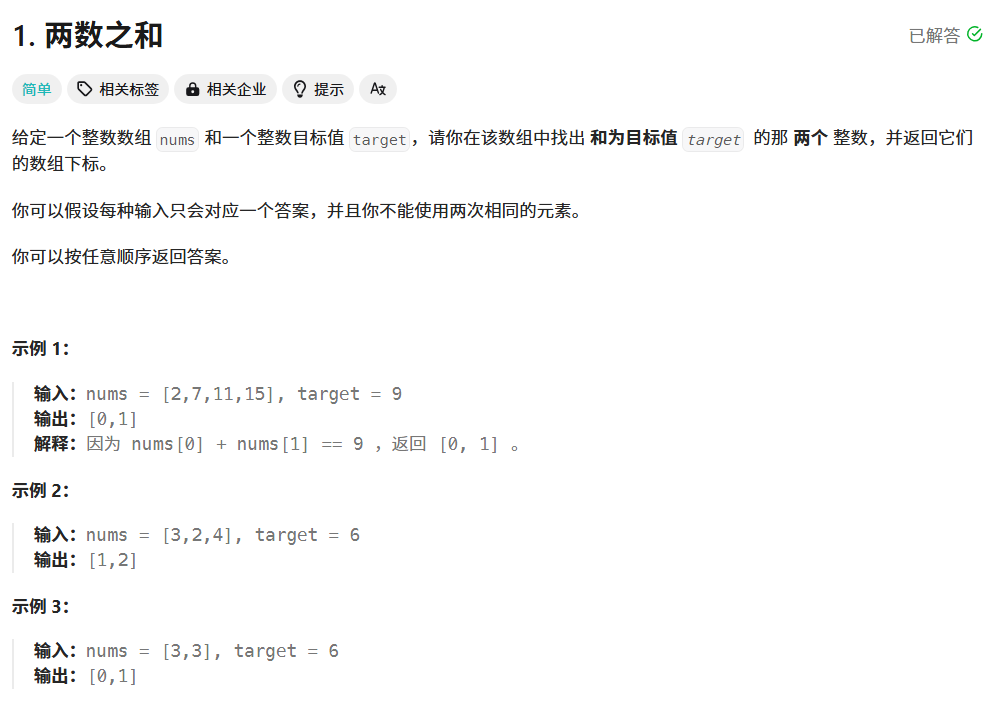 1. 两数之和
已解答
简单 相关标签 相关企业 提示 Ax
给定一个整数数组 nums 和一个整数目标值 target，请你在该数组中找出 和为目标值 target 的那 两个 整数，并返回它们
的数组下标。
你可以假设每种输入只会对应一个答案，并且你不能使用两次相同的元素。
你可以按任意顺序返回答案。
示例 1：
输入：nums = [2,7,11,15], target = 9
输出：[0,1]
解释：因为 nums[0] + nums[1] == 9 ，返回 [0, 1] 。
示例 2：
输入：nums = [3,2,4], target = 6
输出：[1,2]
示例 3：
输入：nums = [3,3], target = 6
输出：[0,1]